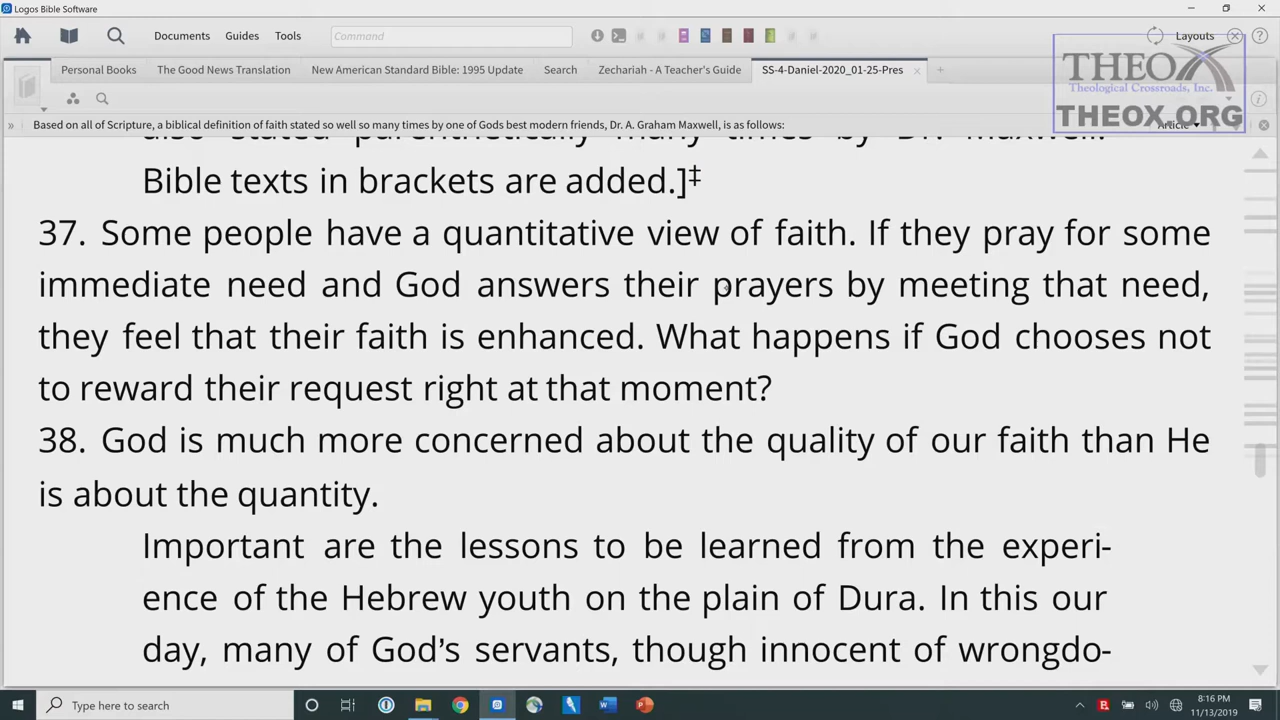 Logos Bible Software
Documents Guides Tools Command Layouts
THEOX
Theological Crossroads, Inc.
THEOX.ORG
Personal Books The Good News Translation New American Standard Bible: 1995 Update Search Zechariah - A Teacher's Guide SS-4-Daniel-2020_01-25-Pres
» Based on all of Scripture, a biblical definition of faith stated so well so many times by one of Gods best modern friends, Dr. A. Graham Maxwell, is as follows: Article
also stated parenthetically many times by Dr. Maxwell.
Bible texts in brackets are added.]‡
37. Some people have a quantitative view of faith. If they pray for some
immediate need and God answers their prayers by meeting that need,
they feel that their faith is enhanced. What happens if God chooses not
to reward their request right at that moment?
38. God is much more concerned about the quality of our faith than He
is about the quantity.
Important are the lessons to be learned from the experi-
ence of the Hebrew youth on the plain of Dura. In this our
day, many of God's servants, though innocent of wrongdo-
Type here to search
8:16 PM
11/13/2019